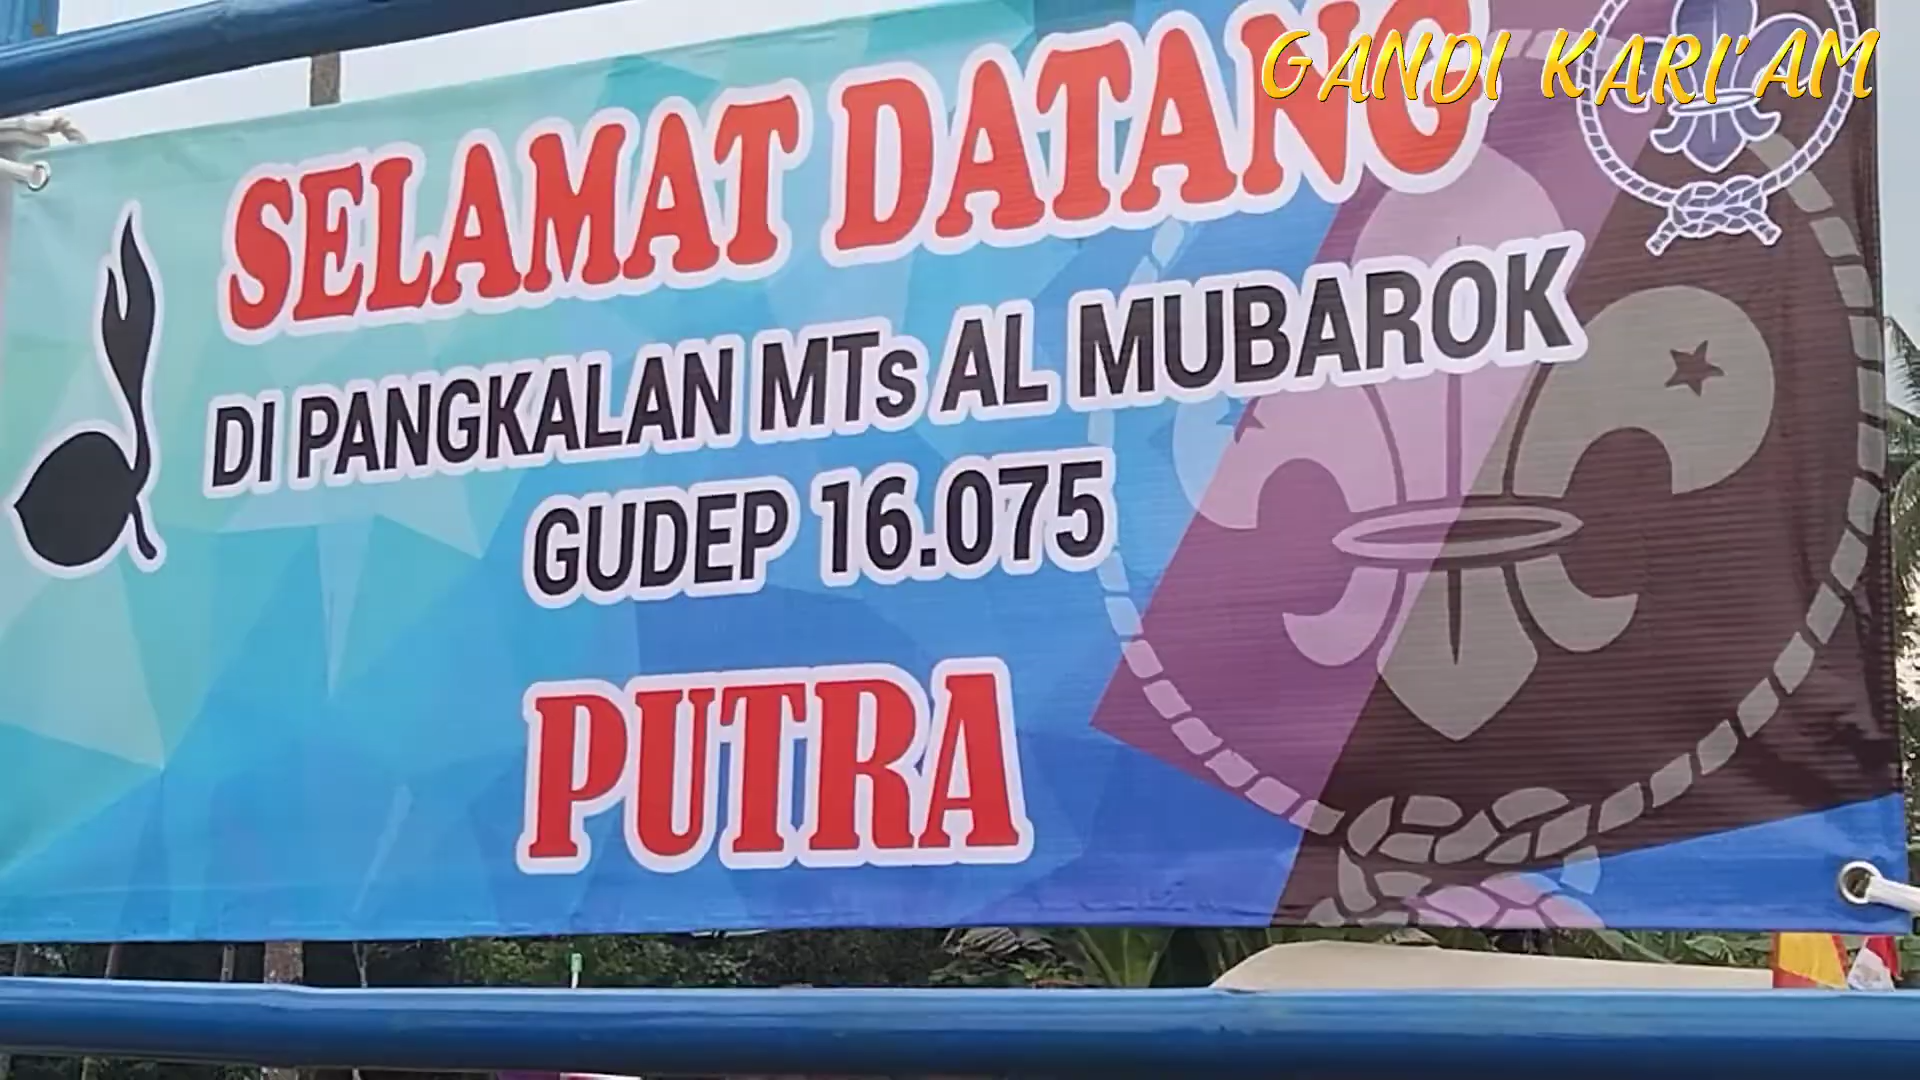 GANDI KARI'AM
SELAMAT DATANG
DI PANGKALAN MTs AL MUBAROK
GUDEP 16.075
PUTRA